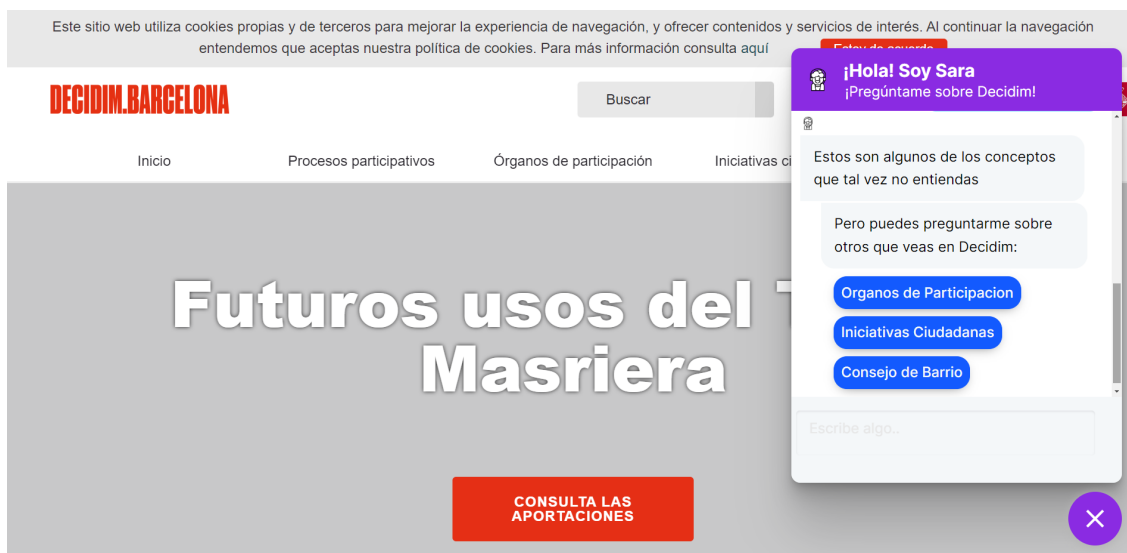 Este sitio web utiliza cookies propias y de terceros para mejorar la experiencia de navegación, y ofrecer contenidos y servicios de interés. Al continuar la navegación
entendemos que aceptas nuestra política de cookies. Para más información consulta aquí
Estoy de acuerdo
DECIDIM.BARCELONA
Buscar
Inicio
Procesos participativos
Órganos de participación
Iniciativas
Futuros usos del
Masriera
CONSULTA LAS
APORTACIONES
¡Hola! Soy Sara
¡Pregúntame sobre Decidim!
Estos son algunos de los conceptos
que tal vez no entiendas
Pero puedes preguntarme sobre
otros que veas en Decidim:
Organos de Participacion
Iniciativas Ciudadanas
Consejo de Barrio
Escribe algo..